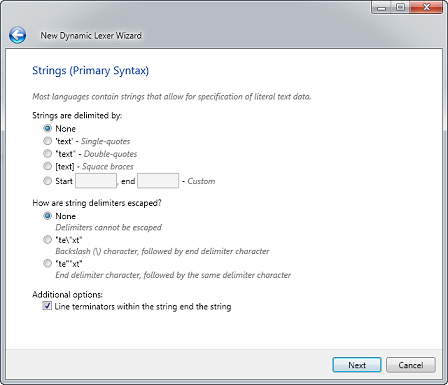 New Dynamic Lexer Wizard
Strings (Primary Syntax)
Most languages contain strings that allow for specification of literal text data.
Strings are delimited by:
None
'text' - Single-quotes
"text" - Double-quotes
[text] - Square braces
Start , end - Custom
How are string delimiters escaped?
None
Delimiters cannot be escaped
"te\"xt"
Backslash (\) character, followed by end delimiter character
"te""xt"
End delimiter character, followed by the same delimiter character
Additional options:
Line terminators within the string end the string
Next Cancel